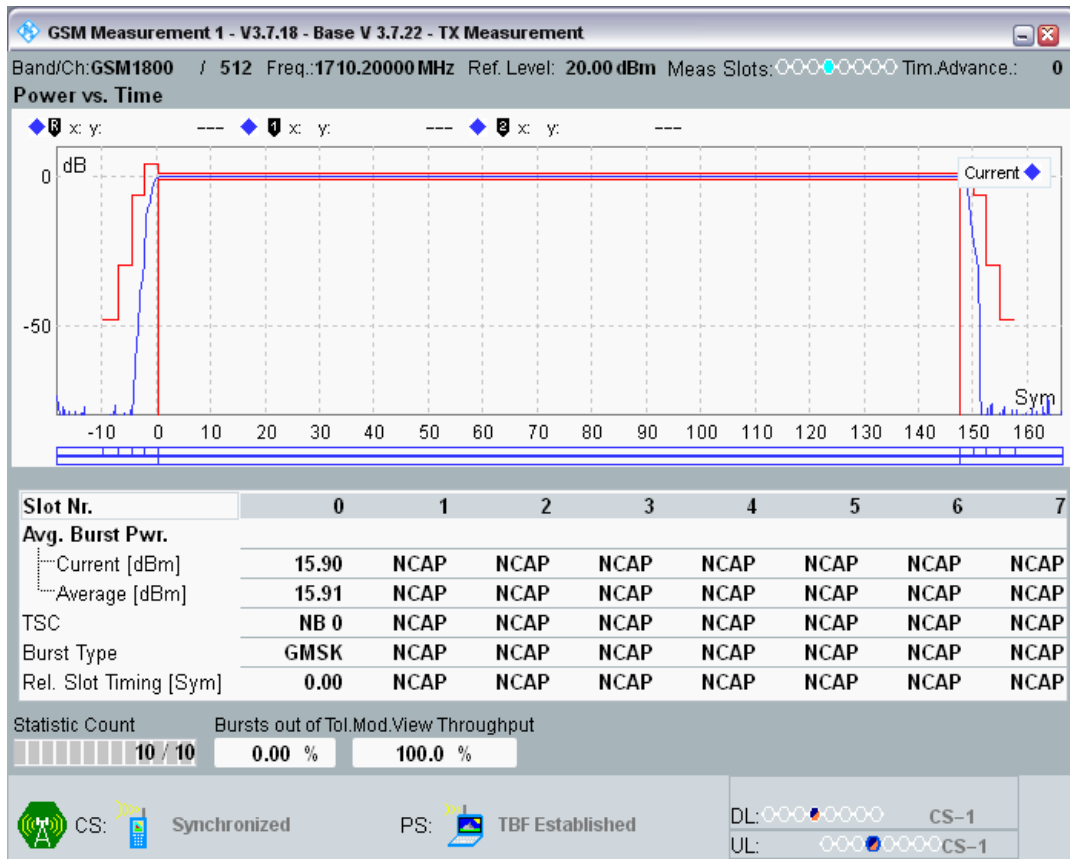 GSM Measurement 1 - V3.7.18 - Base V 3.7.22 - TX Measurement
Band/Ch:GSM1800 / 512 Freq.:1710.20000 MHz Ref. Level: 20.00 dBm Meas Slots: Tim.Advance.: 0
Power vs. Time
R x: y: --- 1 x: y: --- 2 x: y: ---
dB
Current
0
-50
Sym
-10 0 10 20 30 40 50 60 70 80 90 100 110 120 130 140 150 160
Slot Nr. 0 1 2 3 4 5 6 7
Avg. Burst Pwr.
Current [dBm] 15.90 NCAP NCAP NCAP NCAP NCAP NCAP NCAP
Average [dBm] 15.91 NCAP NCAP NCAP NCAP NCAP NCAP NCAP
TSC NB 0 NCAP NCAP NCAP NCAP NCAP NCAP NCAP
Burst Type GMSK NCAP NCAP NCAP NCAP NCAP NCAP NCAP
Rel. Slot Timing [Sym] 0.00 NCAP NCAP NCAP NCAP NCAP NCAP NCAP
Statistic Count Bursts out of Tol.Mod.View Throughput
10 / 10 0.00 % 100.0 %
CS: Synchronized PS: TBF Established DL: CS-1
UL: CS-1